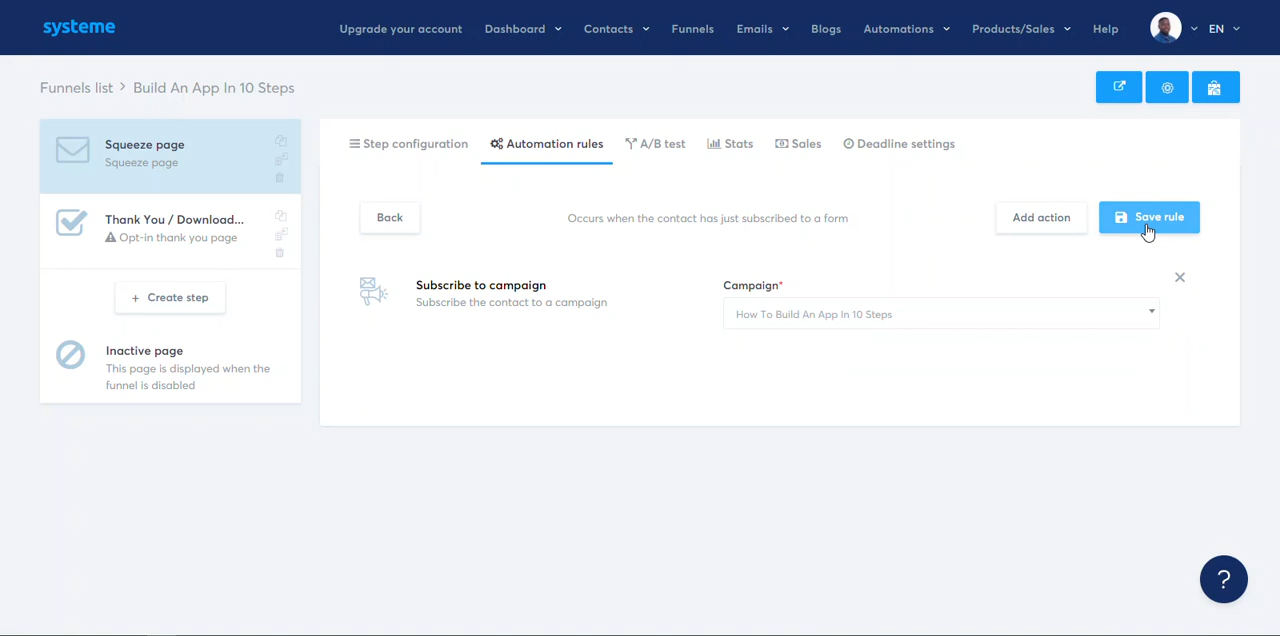 systeme
Upgrade your account Dashboard Contacts Funnels Emails Blogs Automations Products/Sales Help EN
Funnels list > Build An App In 10 Steps
Squeeze page
Squeeze page
Thank You / Download...
Opt-in thank you page
+ Create step
Inactive page
This page is displayed when the
funnel is disabled
Step configuration Automation rules A/B test Stats Sales Deadline settings
Back Occurs when the contact has just subscribed to a form Add action Save rule
Subscribe to campaign
Subscribe the contact to a campaign
Campaign*
How To Build An App In 10 Steps
?